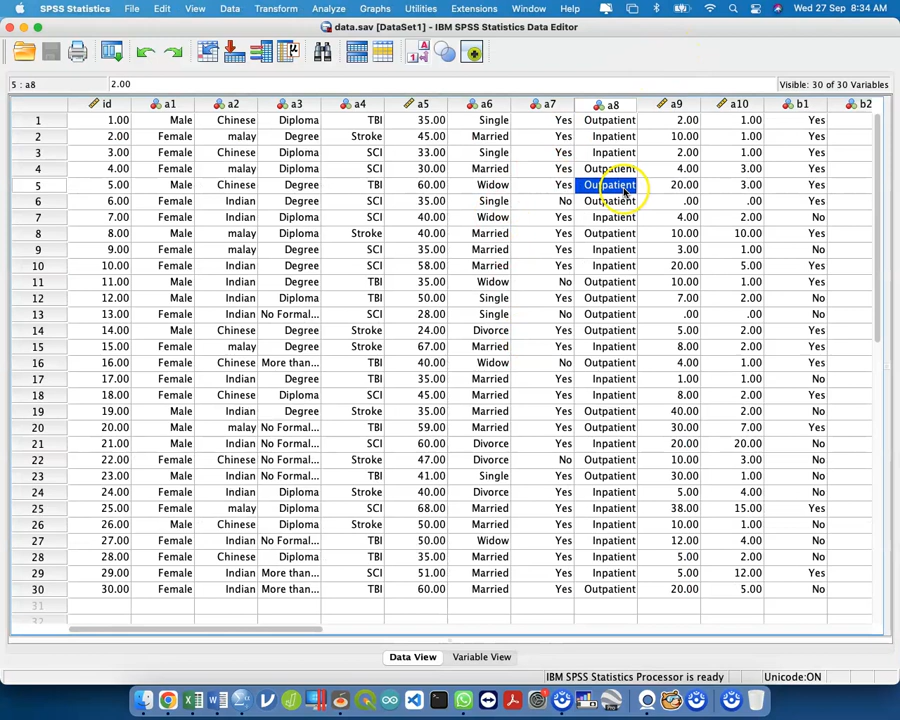 SPSS Statistics File Edit View Data Transform Analyze Graphs Utilities Extensions Window Wed 27 Sep 8:34 AM
data.sav [DataSet1] - IBM SPSS Statistics Data Editor
5 : a8 2.00 Visible: 30 of 30 Variables
id a1 a2 a3 a4 a5 a6 a7 a8 a9 a10 b1 b2
1 1.00 Male Chinese Diploma TBI 35.00 Single Yes Outpatient 2.00 1.00 Yes
2 2.00 Female malay Degree Stroke 45.00 Married Yes Inpatient 10.00 1.00 Yes
3 3.00 Female Chinese Diploma SCI 33.00 Single Yes Inpatient 2.00 1.00 Yes
4 4.00 Female malay Diploma SCI 30.00 Married Yes Outpatient 4.00 3.00 Yes
5 5.00 Male Chinese Degree TBI 60.00 Widow Yes Outpatient 20.00 3.00 Yes
6 6.00 Female Indian Degree SCI 35.00 Single No Outpatient .00 .00 Yes
7 7.00 Female Indian Diploma SCI 40.00 Widow Yes Inpatient 4.00 2.00 No
8 8.00 Male malay Degree Stroke 40.00 Married Yes Outpatient 10.00 10.00 Yes
9 9.00 Female malay Degree SCI 35.00 Married Yes Inpatient 3.00 1.00 No
10 10.00 Female Indian Degree SCI 58.00 Married Yes Inpatient 20.00 5.00 Yes
11 11.00 Male Indian Degree TBI 35.00 Widow No Outpatient 10.00 1.00 Yes
12 12.00 Male Indian Diploma TBI 50.00 Single Yes Outpatient 7.00 2.00 No
13 13.00 Female Indian No Formal... SCI 28.00 Single No Outpatient .00 .00 No
14 14.00 Male Chinese Degree Stroke 24.00 Divorce Yes Outpatient 5.00 2.00 Yes
15 15.00 Female malay Degree Stroke 67.00 Married Yes Inpatient 8.00 2.00 Yes
16 16.00 Female Chinese More than... TBI 40.00 Widow No Outpatient 4.00 1.00 Yes
17 17.00 Female Indian Degree TBI 35.00 Married Yes Inpatient 1.00 1.00 No
18 18.00 Female Chinese Diploma SCI 45.00 Married Yes Inpatient 8.00 2.00 Yes
19 19.00 Male Indian Degree Stroke 35.00 Married Yes Outpatient 40.00 2.00 No
20 20.00 Male malay No Formal... TBI 59.00 Married Yes Outpatient 30.00 7.00 Yes
21 21.00 Male Indian No Formal... SCI 60.00 Divorce Yes Inpatient 20.00 20.00 No
22 22.00 Female Chinese No Formal... Stroke 47.00 Divorce No Outpatient 10.00 3.00 Yes
23 23.00 Male Indian No Formal... TBI 41.00 Single Yes Outpatient 30.00 1.00 No
24 24.00 Female Indian Diploma Stroke 40.00 Divorce Yes Inpatient 5.00 4.00 No
25 25.00 Female malay Diploma SCI 68.00 Married Yes Inpatient 38.00 15.00 Yes
26 26.00 Male Chinese Diploma Stroke 50.00 Married Yes Inpatient 10.00 1.00 No
27 27.00 Female Indian No Formal... TBI 50.00 Widow Yes Inpatient 12.00 4.00 No
28 28.00 Female Chinese Diploma TBI 35.00 Married Yes Inpatient 5.00 2.00 No
29 29.00 Female Indian More than... SCI 51.00 Married Yes Inpatient 5.00 12.00 Yes
30 30.00 Female Indian More than... TBI 60.00 Married Yes Outpatient 20.00 5.00 No
31
32
Data View Variable View
IBM SPSS Statistics Processor is ready Unicode:ON